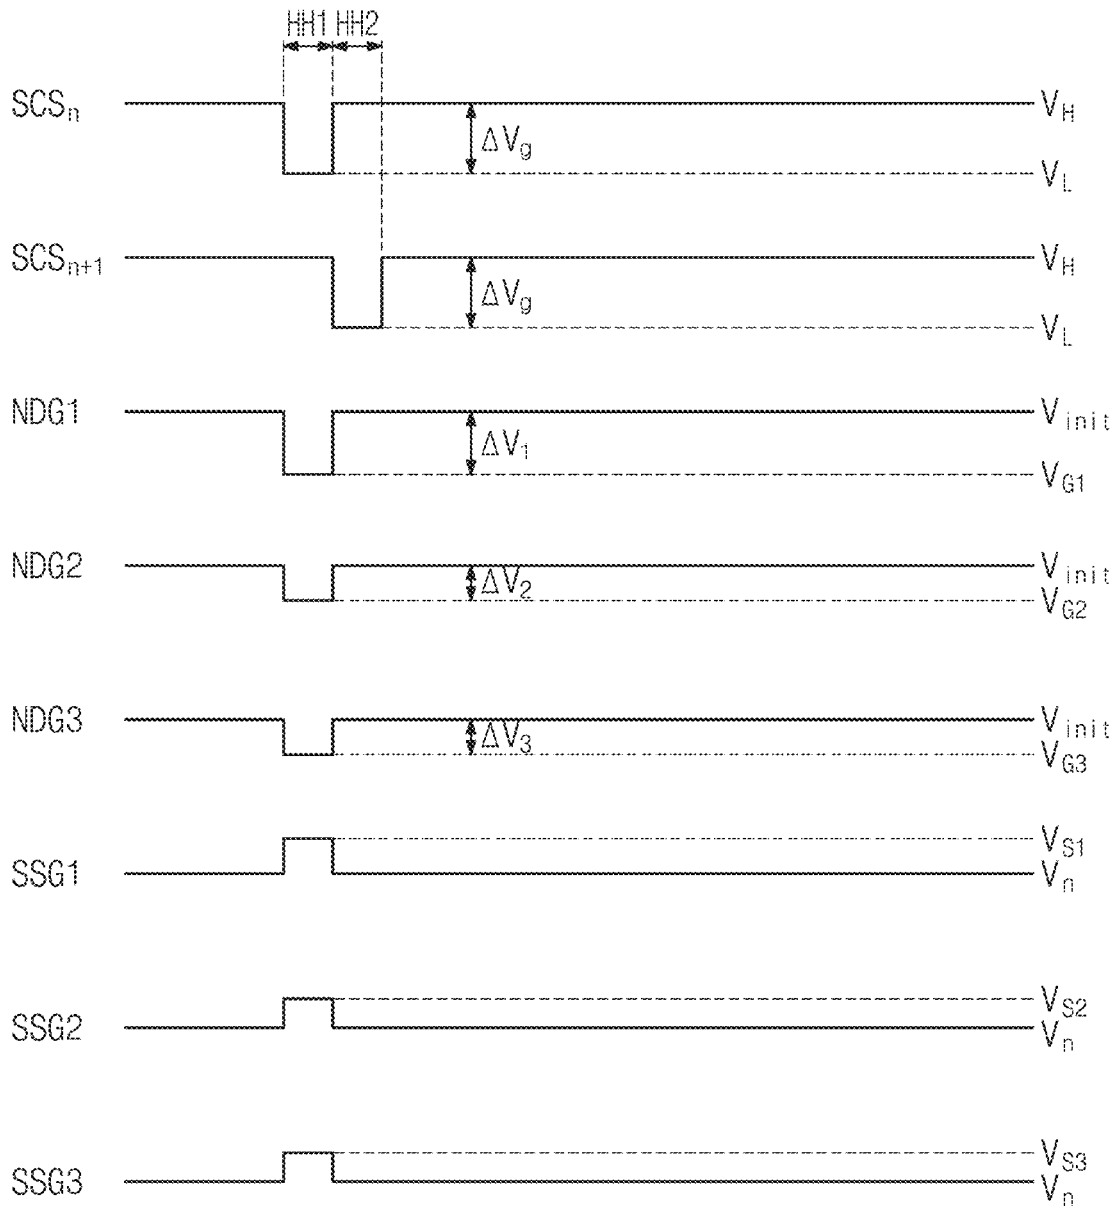 HH1 HH2
SCSn VH
ΔVg
VL
SCSn+1 VH
ΔVg
VL
NDG1 Vinit
ΔV1
VG1
NDG2 Vinit
ΔV2
VG2
NDG3 Vinit
ΔV3
VG3
VS1
SSG1 Vn
VS2
SSG2 Vn
VS3
SSG3 Vn